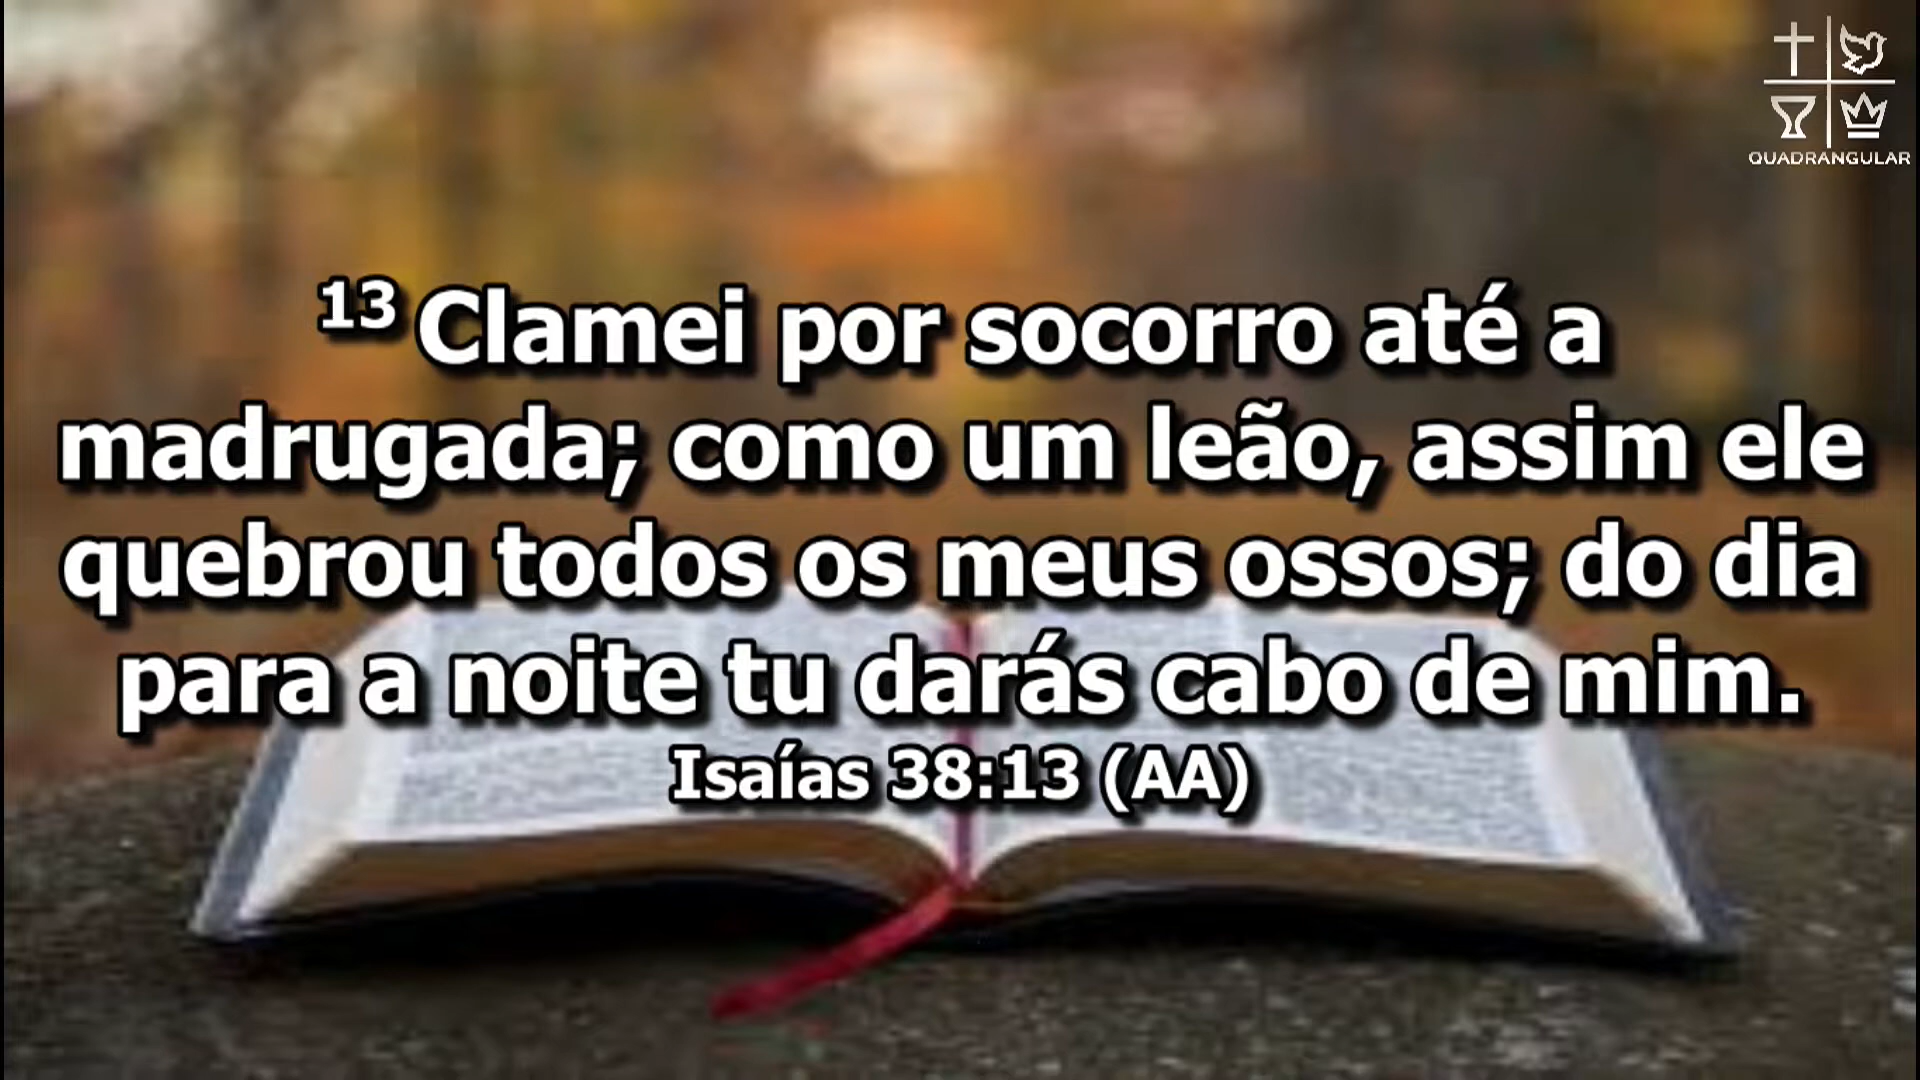 QUADRANGULAR
13 Clamei por socorro até a
madrugada; como um leão, assim ele
quebrou todos os meus ossos; do dia
para a noite tu darás cabo de mim.
Isaías 38:13 (AA)